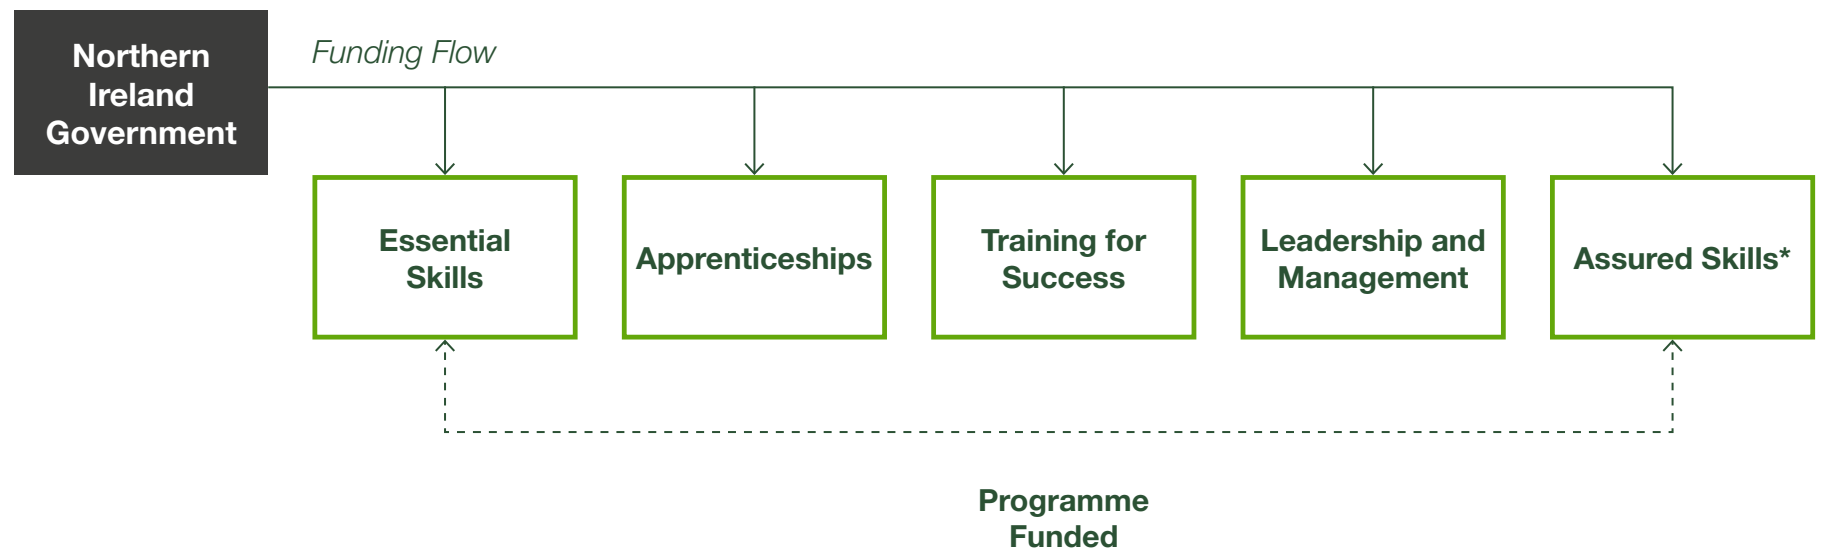 Northern
Ireland
Government
Funding Flow
Essential
Skills
Apprenticeships
Training for
Success
Leadership and
Management
Assured Skills*
Programme
Funded